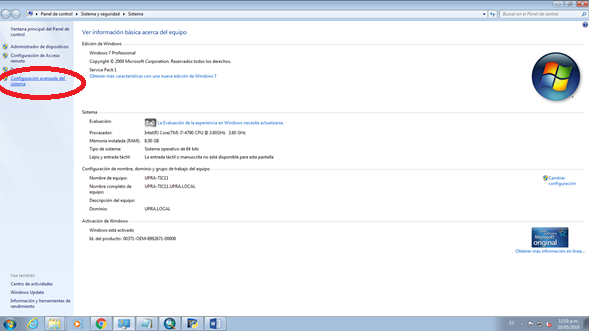 Panel de control ▸ Sistema y seguridad ▸ Sistema
Buscar en el Panel de control
Ventana principal del Panel de
control
Administrador de dispositivos
Configuración de Acceso
remoto
Configuración avanzada del
sistema
Ver información básica acerca del equipo
Edición de Windows
Windows 7 Professional
Copyright © 2009 Microsoft Corporation. Reservados todos los derechos.
Service Pack 1
Obtener más características con una nueva edición de Windows 7
Sistema
Evaluación:
La Evaluación de la experiencia en Windows necesita actualizarse.
Procesador:
Intel(R) Core(TM) i7-4790 CPU @ 3.60GHz 3.60 GHz
Memoria instalada (RAM):
8,00 GB
Tipo de sistema:
Sistema operativo de 64 bits
Lápiz y entrada táctil:
La entrada táctil o manuscrita no está disponible para esta pantalla
Configuración de nombre, dominio y grupo de trabajo del equipo
Nombre de equipo:
UPRA-TIC11
Cambiar
configuración
Nombre completo de
equipo:
UPRA-TIC11.UPRA.LOCAL
Descripción del equipo:
Dominio:
UPRA.LOCAL
Activación de Windows
Windows está activado
Id. del producto: 00371-OEM-8992671-00008
Microsoft
original
Obtener más información en línea...
Vea también
Centro de actividades
Windows Update
Información y herramientas de
rendimiento
ES
12:03 p.m.